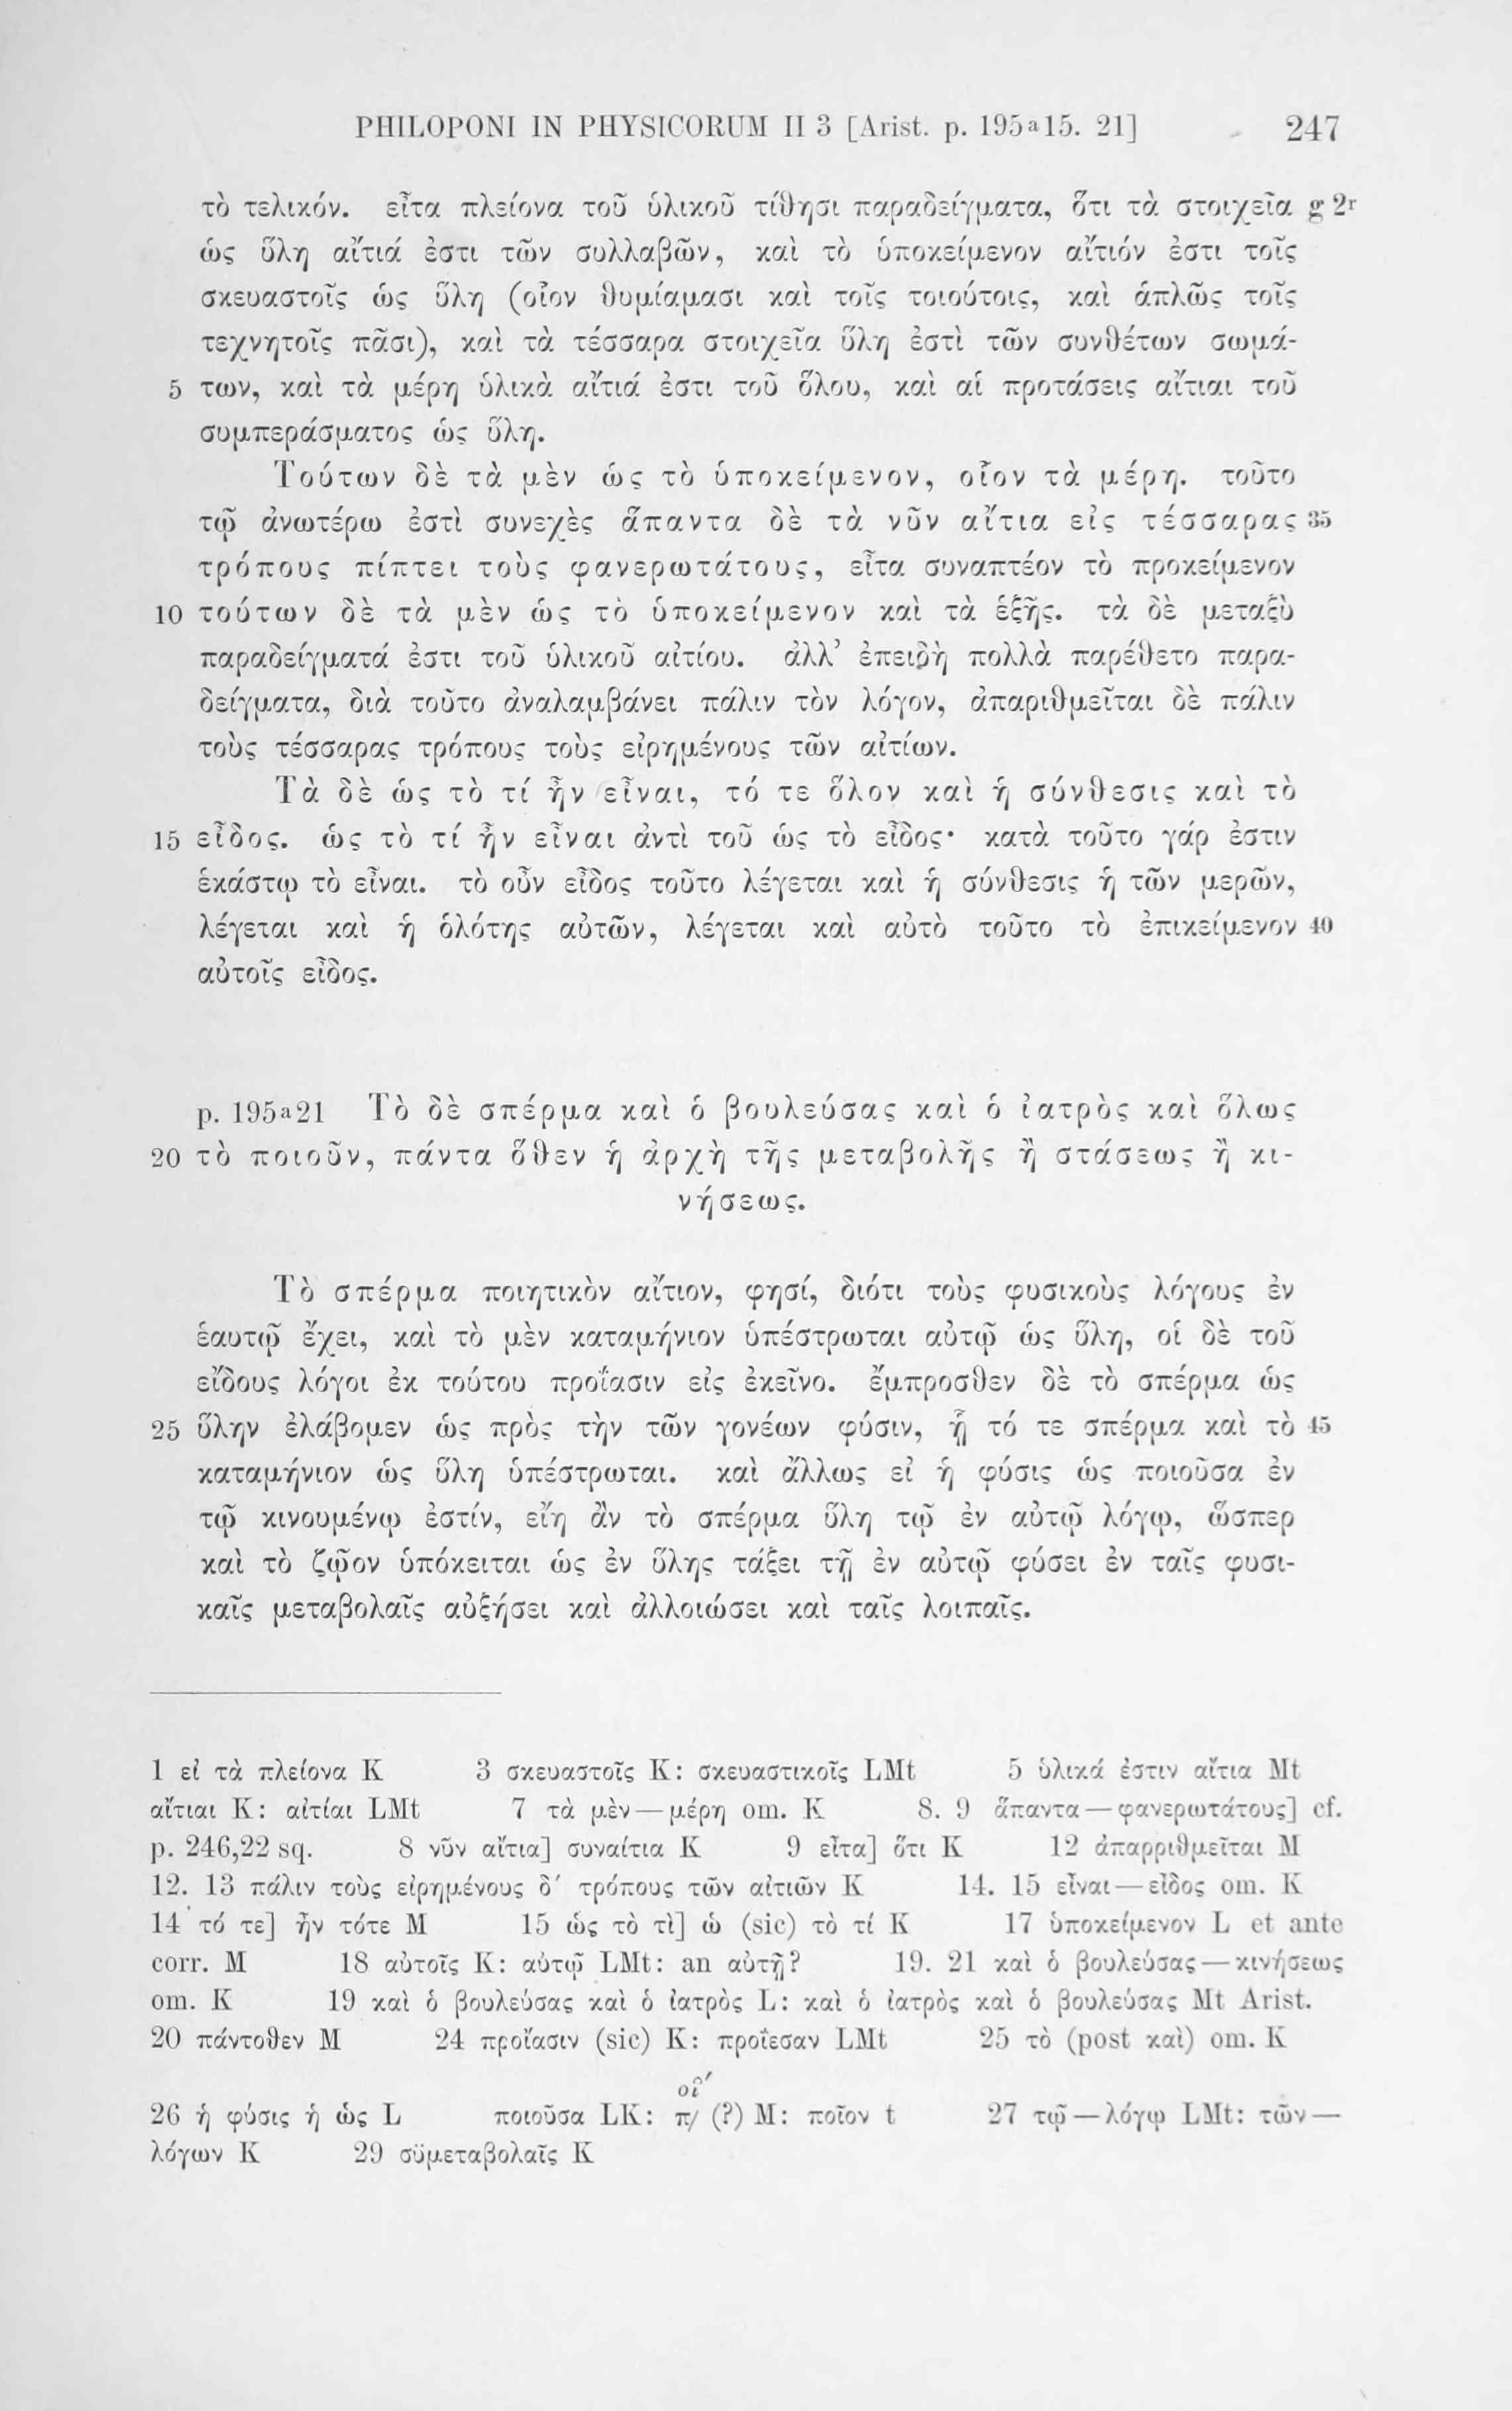 PHILOPONI IN PHYSICORUM II 3 [Arist. p. 195ᵃ15. 21] 247
τὸ τελικόν. εἶτα πλείονα τοῦ ὑλικοῦ τίθησι παραδείγματα, ὅτι τὰ στοιχεῖα g 2ʳ
ὡς ὕλη αἴτιά ἐστι τῶν συλλαβῶν, καὶ τὸ ὑποκείμενον αἴτιόν ἐστι τοῖς
σκευαστοῖς ὡς ὕλη (οἷον θυμίαμασι καὶ τοῖς τοιούτοις, καὶ ἁπλῶς τοῖς
τεχνητοῖς πᾶσι), καὶ τὰ τέσσαρα στοιχεῖα ὕλη ἐστὶ τῶν συνθέτων σωμά-
5 των, καὶ τὰ μέρη ὑλικὰ αἴτιά ἐστι τοῦ ὅλου, καὶ αἱ προτάσεις αἴτιαι τοῦ
συμπεράσματος ὡς ὕλη.
Τούτων δὲ τὰ μὲν ὡς τὸ ὑποκείμενον, οἷον τὰ μέρη. τοῦτο
τῷ ἀνωτέρω ἐστὶ συνεχὲς ἅπαντα δὲ τὰ νῦν αἴτια εἰς τέσσαρας 35
τρόπους πίπτει τοὺς φανερωτάτους, εἶτα συναπτέον τὸ προκείμενον
10 τούτων δὲ τὰ μὲν ὡς τὸ ὑποκείμενον καὶ τὰ ἑξῆς. τὰ δὲ μεταξὺ
παραδείγματά ἐστι τοῦ ὑλικοῦ αἰτίου. ἀλλ’ ἐπειδὴ πολλὰ παρέθετο παρα-
δείγματα, διὰ τοῦτο ἀναλαμβάνει πάλιν τὸν λόγον, ἀπαριθμεῖται δὲ πάλιν
τοὺς τέσσαρας τρόπους τοὺς εἰρημένους τῶν αἰτίων.
Τὰ δὲ ὡς τὸ τί ἦν εἶναι, τό τε ὅλον καὶ ἡ σύνθεσις καὶ τὸ
15 εἶδος. ὡς τὸ τί ἦν εἶναι ἀντὶ τοῦ ὡς τὸ εἶδος· κατὰ τοῦτο γάρ ἐστιν
ἑκάστῳ τὸ εἶναι. τὸ οὖν εἶδος τοῦτο λέγεται καὶ ἡ σύνθεσις ἡ τῶν μερῶν,
λέγεται καὶ ἡ ὁλότης αὐτῶν, λέγεται καὶ αὐτὸ τοῦτο τὸ ἐπικείμενον 40
αὐτοῖς εἶδος.
p. 195ᵃ21 Τὸ δὲ σπέρμα καὶ ὁ βουλεύσας καὶ ὁ ἰατρὸς καὶ ὅλως
20 τὸ ποιοῦν, πάντα ὅθεν ἡ ἀρχὴ τῆς μεταβολῆς ἢ στάσεως ἢ κι-
νήσεως.
Τὸ σπέρμα ποιητικὸν αἴτιον, φησί, διότι τοὺς φυσικοὺς λόγους ἐν
ἑαυτῷ ἔχει, καὶ τὸ μὲν καταμήνιον ὑπέστρωται αὐτῷ ὡς ὕλη, οἱ δὲ τοῦ
εἴδους λόγοι ἐκ τούτου προΐασιν εἰς ἐκεῖνο. ἔμπροσθεν δὲ τὸ σπέρμα ὡς
25 ὕλην ἐλάβομεν ὡς πρὸς τὴν τῶν γονέων φύσιν, ᾗ τό τε σπέρμα καὶ τὸ 45
καταμήνιον ὡς ὕλη ὑπέστρωται. καὶ ἄλλως εἰ ἡ φύσις ὡς ποιοῦσα ἐν
τῷ κινουμένῳ ἐστίν, εἴη ἂν τὸ σπέρμα ὕλη τῷ ἐν αὐτῷ λόγῳ, ὥσπερ
καὶ τὸ ζῷον ὑπόκειται ὡς ἐν ὕλης τάξει τῇ ἐν αὐτῷ φύσει ἐν ταῖς φυσι-
καῖς μεταβολαῖς αὐξήσει καὶ ἀλλοιώσει καὶ ταῖς λοιπαῖς.
1 εἰ τὰ πλείονα K 3 σκευαστοῖς K: σκευαστικοῖς LMt 5 ὑλικά ἐστιν αἴτια Mt
αἴτιαι K: αἰτίαι LMt 7 τὰ μὲν — μέρη om. K 8. 9 ἅπαντα — φανερωτάτους] cf.
p. 246,22 sq. 8 νῦν αἴτια] συναίτια K 9 εἶτα] ὅτι K 12 ἀπαρριθμεῖται M
12. 13 πάλιν τοὺς εἰρημένους δ′ τρόπους τῶν αἰτιῶν K 14. 15 εἶναι — εἶδος om. K
14 τό τε] ἦν τότε M 15 ὡς τὸ τὶ] ὡ (sic) τὸ τί K 17 ὑποκείμενον L et ante
corr. M 18 αὐτοῖς K: αὐτῷ LMt: an αὐτῇ? 19. 21 καὶ ὁ βουλεύσας — κινήσεως
om. K 19 καὶ ὁ βουλεύσας καὶ ὁ ἰατρὸς L: καὶ ὁ ἰατρὸς καὶ ὁ βουλεύσας Mt Arist.
20 πάντοθεν M 24 προΐασιν (sic) K: προΐεσαν LMt 25 τὸ (post καὶ) om. K
26 ἡ φύσις ἡ ὡς L ποιοῦσα LK: π/ (?) M: ποῖον t 27 τῷ — λόγῳ LMt: τῶν —
λόγων K 29 σϋμεταβολαῖς K